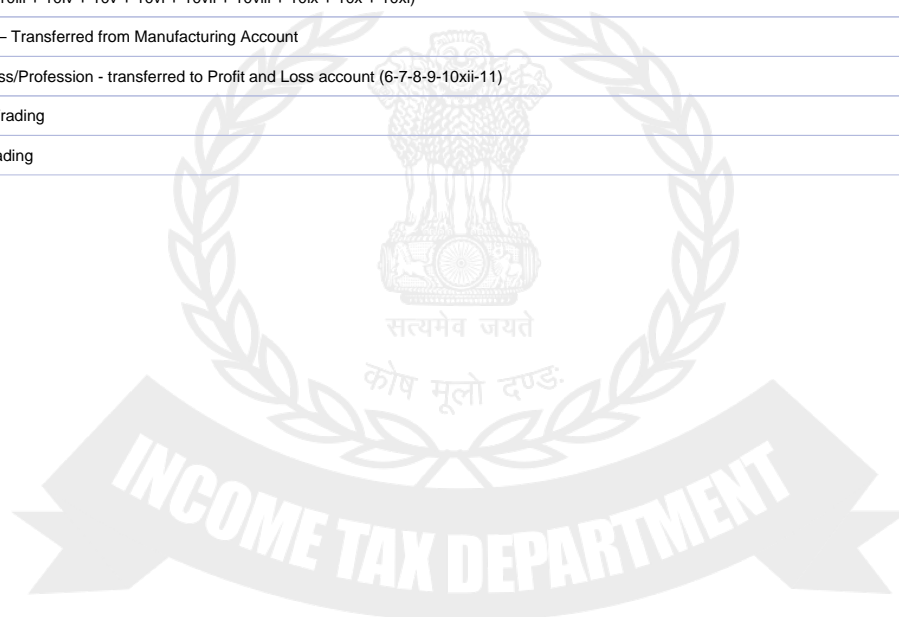 10iii + 10iv + 10v + 10vi + 10vii + 10viii + 10ix + 10x + 10xi)
– Transferred from Manufacturing Account
ss/Profession - transferred to Profit and Loss account (6-7-8-9-10xii-11)
rading
ading
सत्यमेव जयते
कोष मूलो दण्डः
INCOME TAX DEPARTMENT